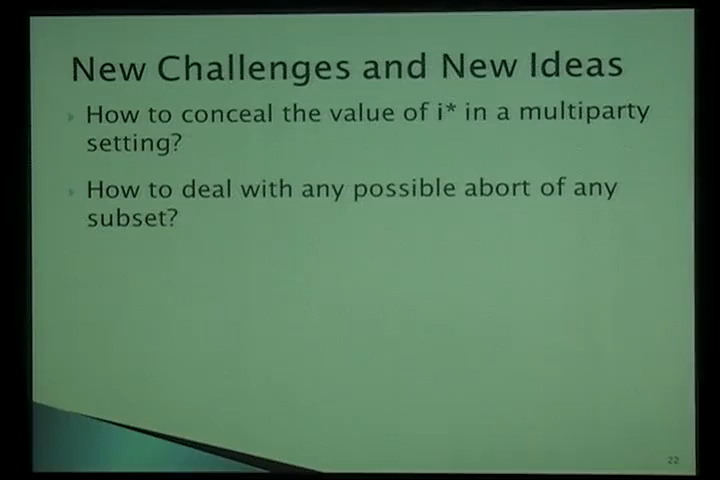 New Challenges and New Ideas
How to conceal the value of i* in a multiparty
setting?
How to deal with any possible abort of any
subset?
22